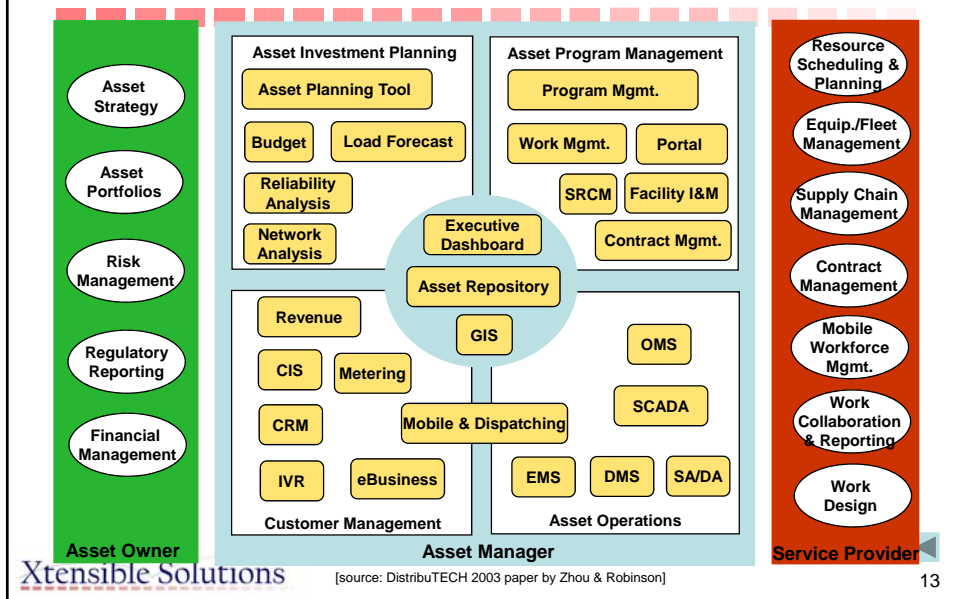 Asset
Strategy
Asset
Portfolios
Risk
Management
Regulatory
Reporting
Financial
Management
Asset Owner
Asset Investment Planning
Asset Planning Tool
Budget
Load Forecast
Reliability
Analysis
Network
Analysis
Asset Program Management
Program Mgmt.
Work Mgmt.
Portal
SRCM
Facility I&M
Contract Mgmt.
Executive
Dashboard
Asset Repository
GIS
Revenue
CIS
Metering
CRM
Mobile & Dispatching
IVR
eBusiness
Customer Management
OMS
SCADA
EMS
DMS
SA/DA
Asset Operations
Asset Manager
Resource
Scheduling &
Planning
Equip./Fleet
Management
Supply Chain
Management
Contract
Management
Mobile
Workforce
Mgmt.
Work
Collaboration
& Reporting
Work
Design
Service Provider
Xtensible Solutions
[source: DistribuTECH 2003 paper by Zhou & Robinson]
13